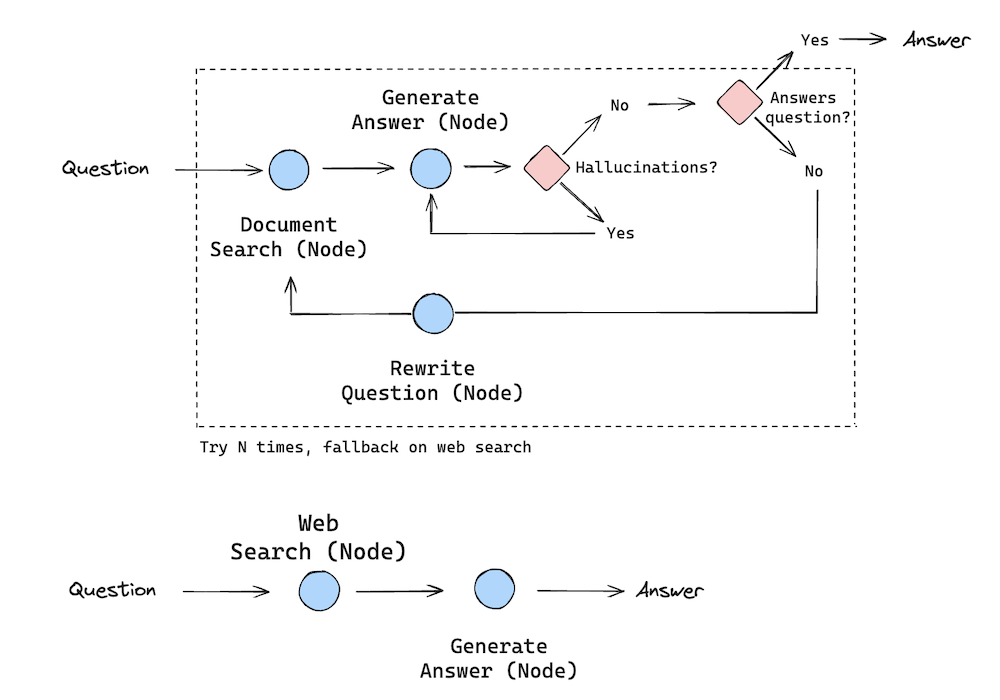 Yes
Answer
Generate
Answer (Node)
No
Answers
question?
Question
Hallucinations?
No
Document
Search (Node)
Yes
Rewrite
Question (Node)
Try N times, fallback on web search
Web
Search (Node)
Question
Answer
Generate
Answer (Node)